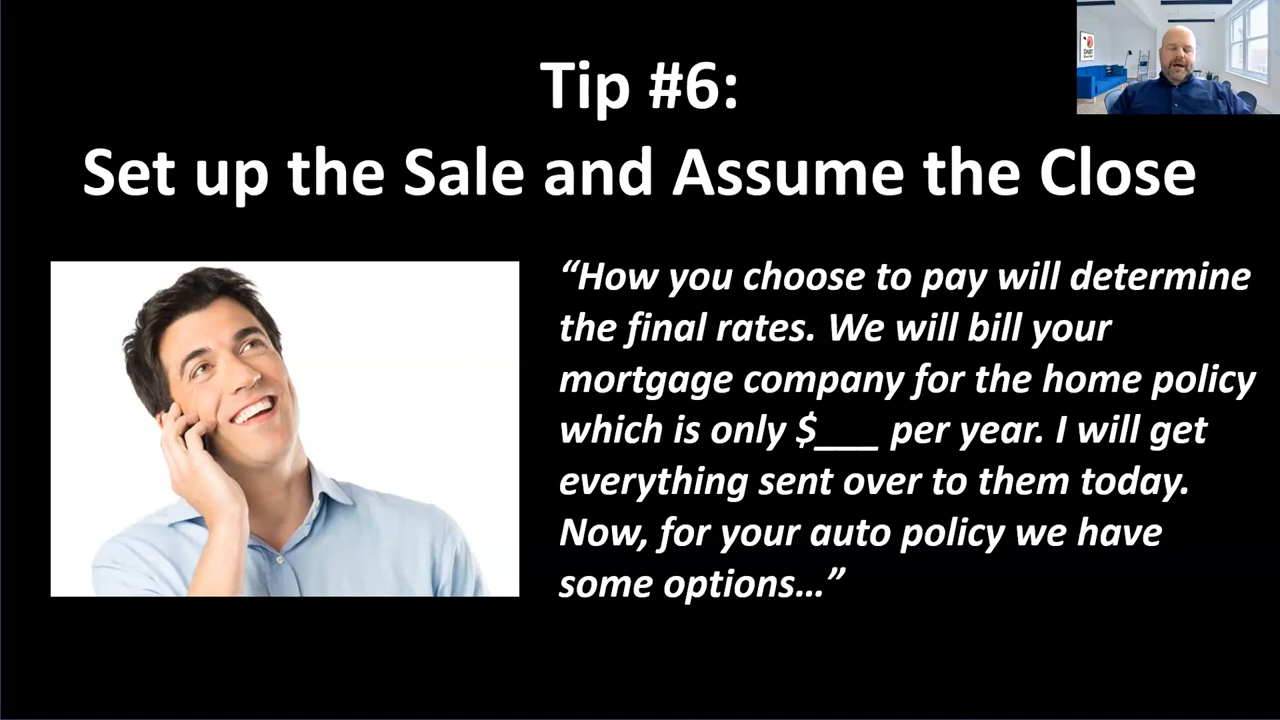 Tip #6:
Set up the Sale and Assume the Close
“How you choose to pay will determine
the final rates. We will bill your
mortgage company for the home policy
which is only $___ per year. I will get
everything sent over to them today.
Now, for your auto policy we have
some options...”